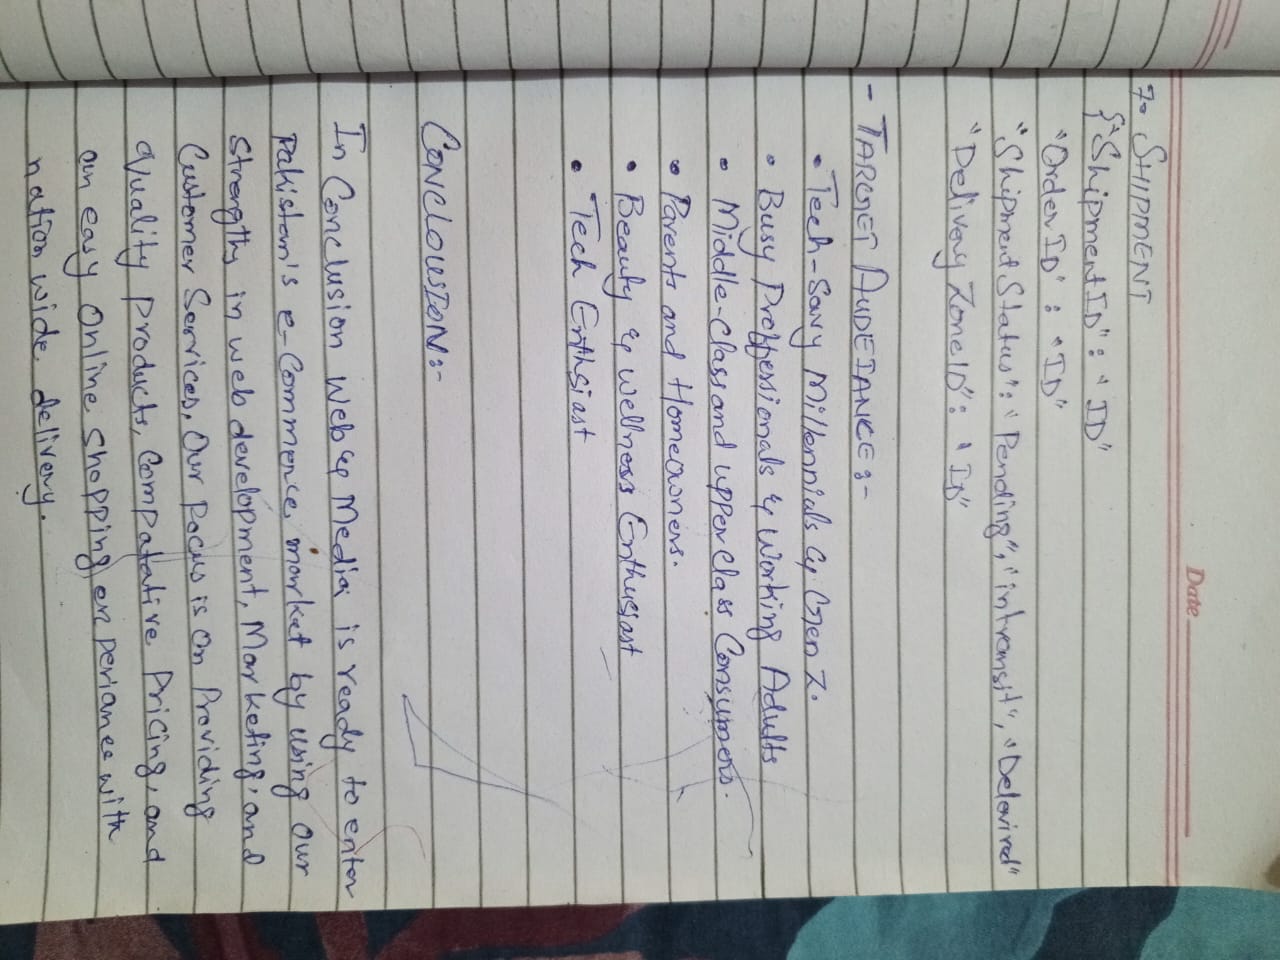 Date
7. SHIPMENT
{"ShipmentID": "ID"
"OrderID" : "ID"
"Shipment Status": "Pending", "intransit", "Delavired"
"Delivery ZoneID": "ID"
- TARGET AUDEIANCE :-
• Tech-Savy Millennials & Gen Z.
• Busy Proffessionals & Working Adults
• Middle-Class and upper Class Consumers.
• Parents and Homeowners.
• Beauty & Wellness Enthusiast
• Tech Enthsiast
CONCLOUSION:-
In Conclusion Web & Media is ready to enter
Pakistan's e-Commerce market by using our
Strengths in web development, Marketing, and
Customer Services. Our Focus is on Providing
Quality products, Compatative Pricing, and
an easy Online Shopping experiance with
nation wide delivery.